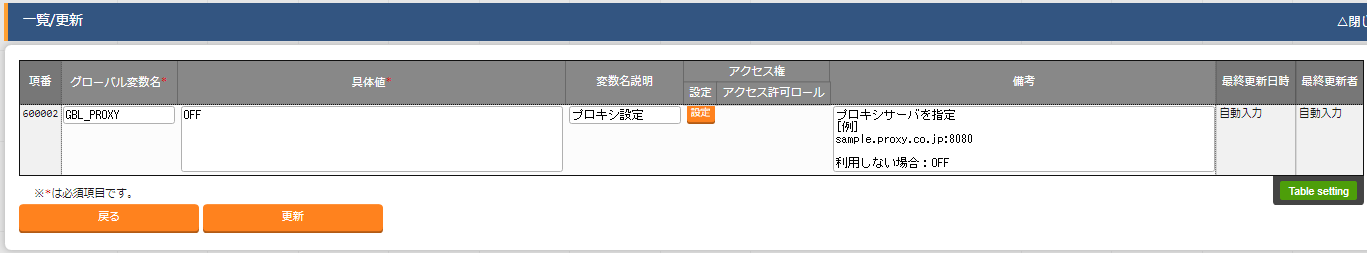 一覧/更新
△閉じ
項番
グローバル変数名*
具体値*
変数名説明
アクセス権
設定
アクセス許可ロール
備考
最終更新日時
最終更新者
600002
GBL_PROXY
OFF
プロキシ設定
設定
プロキシサーバを指定
[例]
sample.proxy.co.jp:8080
利用しない場合：OFF
自動入力
自動入力
※*は必須項目です。
Table setting
戻る
更新